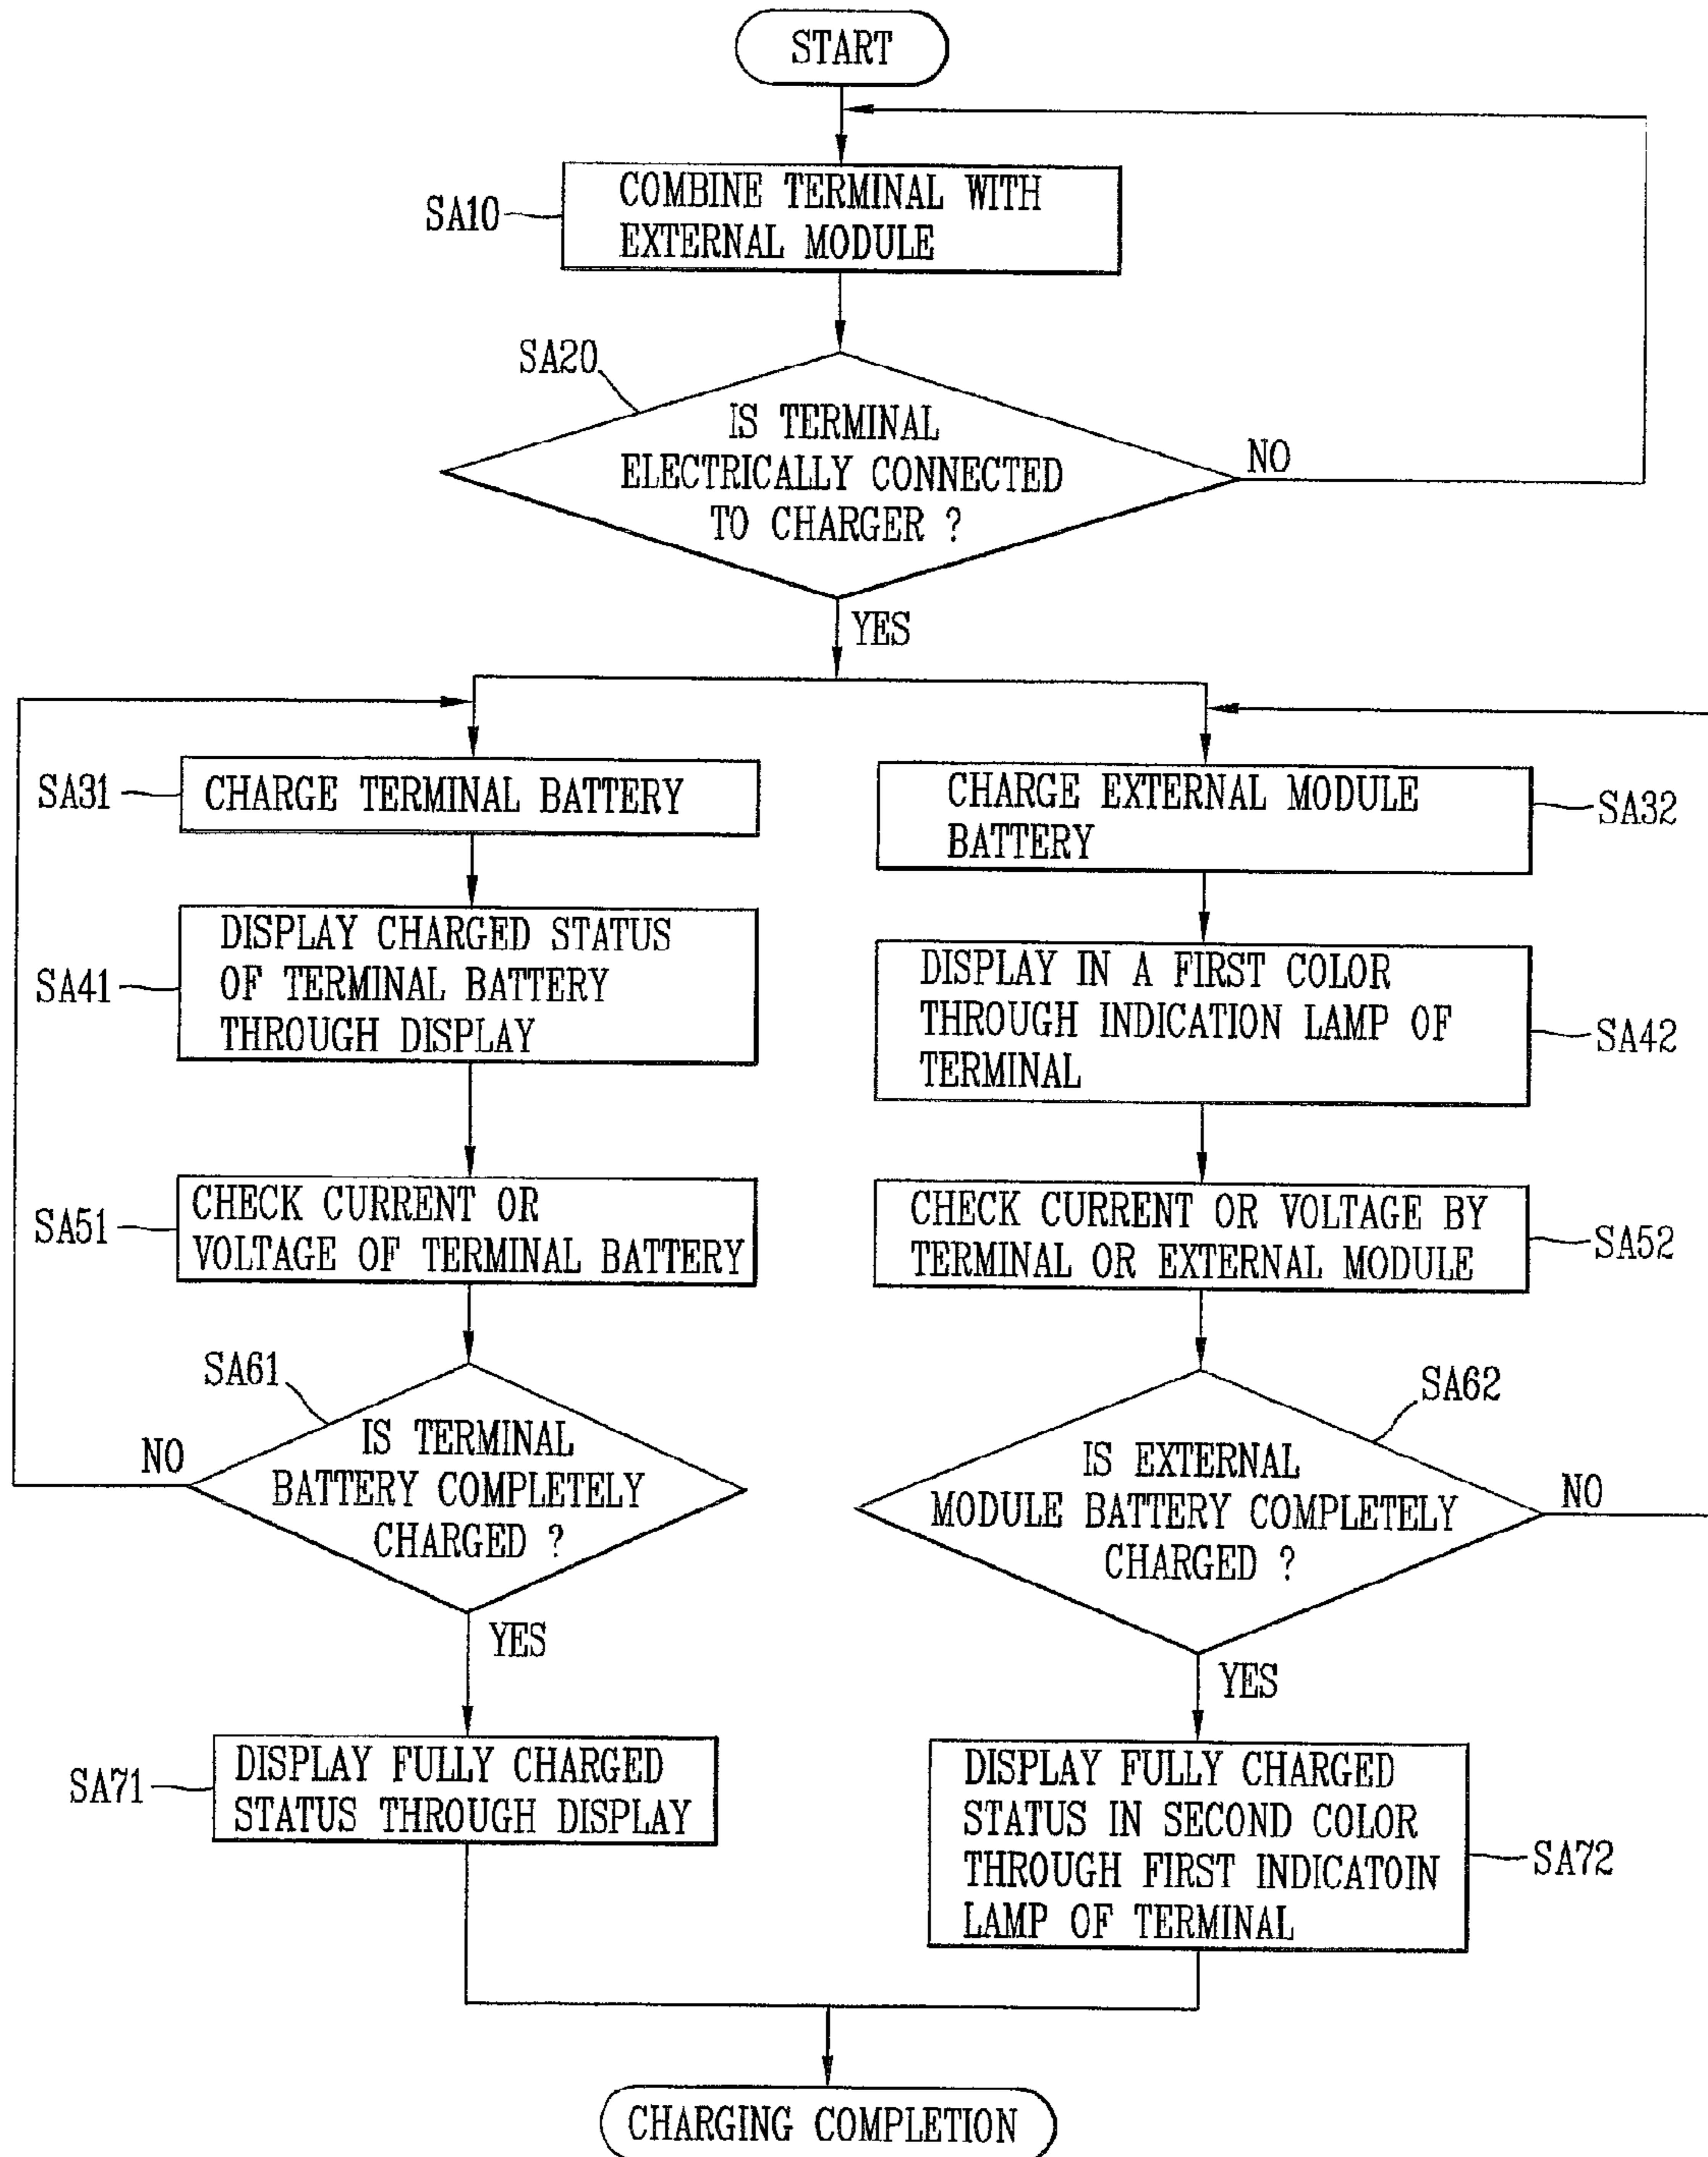 START
SA10
COMBINE TERMINAL WITH
EXTERNAL MODULE
SA20
IS TERMINAL
ELECTRICALLY CONNECTED
TO CHARGER ?
NO
YES
SA31
CHARGE TERMINAL BATTERY
SA41
DISPLAY CHARGED STATUS
OF TERMINAL BATTERY
THROUGH DISPLAY
SA51
CHECK CURRENT OR
VOLTAGE OF TERMINAL BATTERY
SA61
IS TERMINAL
BATTERY COMPLETELY
CHARGED ?
NO
YES
SA71
DISPLAY FULLY CHARGED
STATUS THROUGH DISPLAY
CHARGE EXTERNAL MODULE
BATTERY
SA32
DISPLAY IN A FIRST COLOR
THROUGH INDICATION LAMP OF
TERMINAL
SA42
CHECK CURRENT OR VOLTAGE BY
TERMINAL OR EXTERNAL MODULE
SA52
SA62
IS EXTERNAL
MODULE BATTERY COMPLETELY
CHARGED ?
NO
YES
DISPLAY FULLY CHARGED
STATUS IN SECOND COLOR
THROUGH FIRST INDICATOIN
LAMP OF TERMINAL
SA72
CHARGING COMPLETION